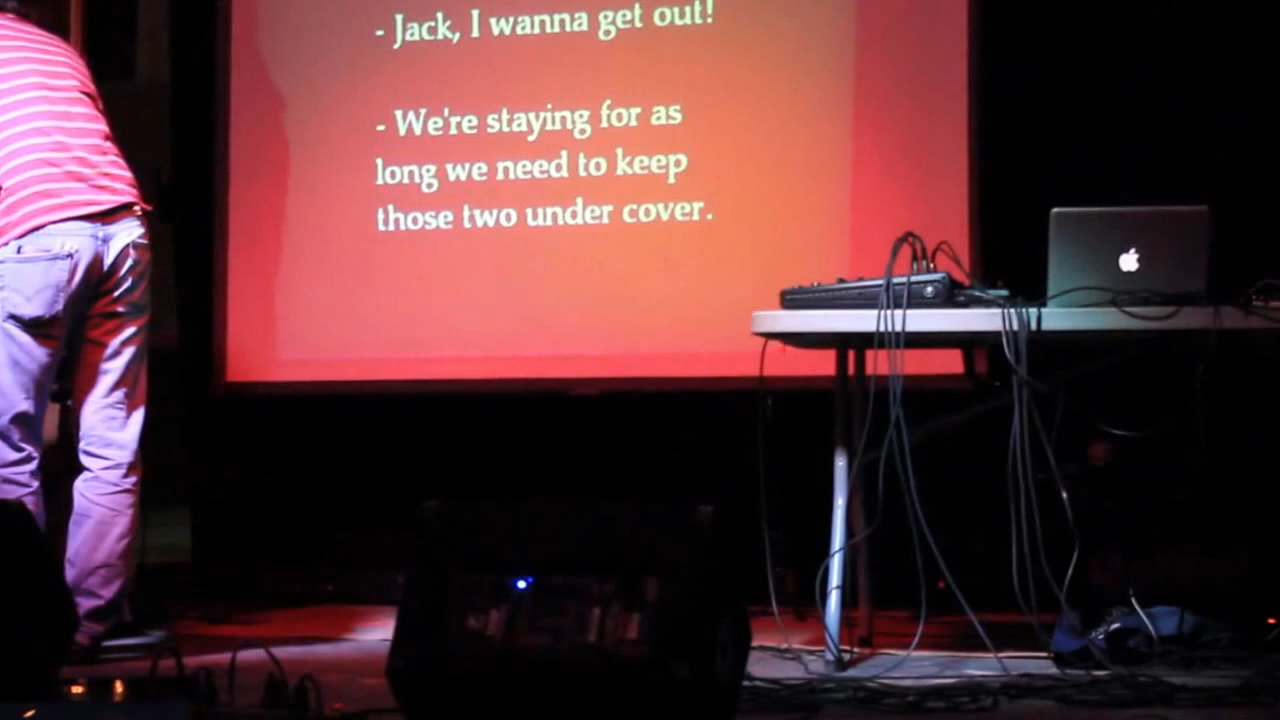 - Jack, I wanna get out!
- We're staying for as
long we need to keep
those two under cover.